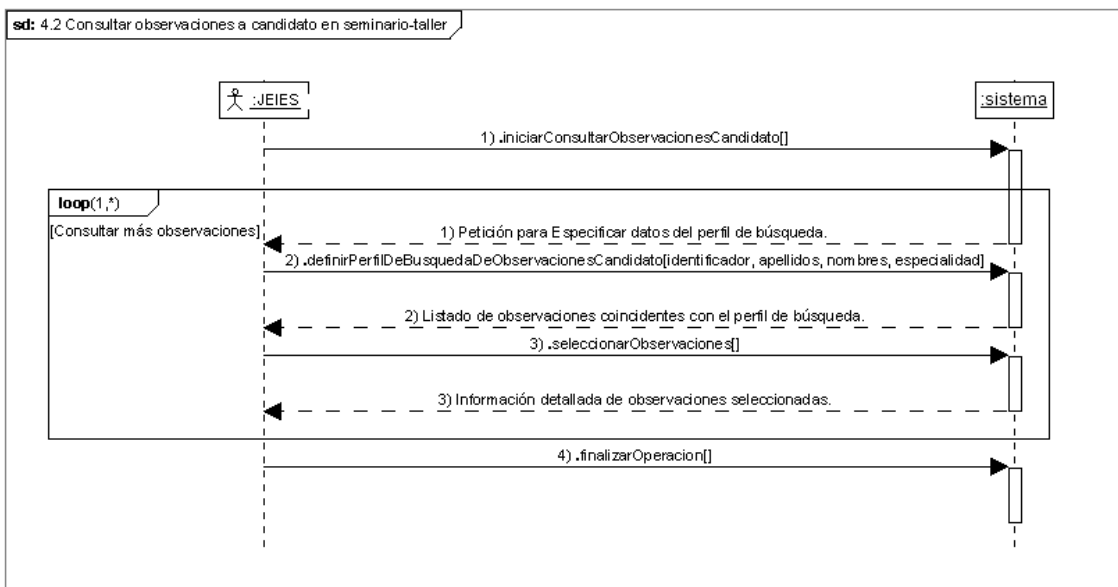 sd: 4.2 Consultar observaciones a candidato en seminario-taller
:JEIES
:sistema
1) .iniciarConsultarObservacionesCandidato[]
loop(1,*)
[Consultar más observaciones]
1) Petición para Especificar datos del perfil de búsqueda.
2) .definirPerfilDeBusquedaDeObservacionesCandidato[identificador, apellidos, nombres, especialidad]
2) Listado de observaciones coincidentes con el perfil de búsqueda.
3) .seleccionarObservaciones[]
3) Información detallada de observaciones seleccionadas.
4) .finalizarOperacion[]